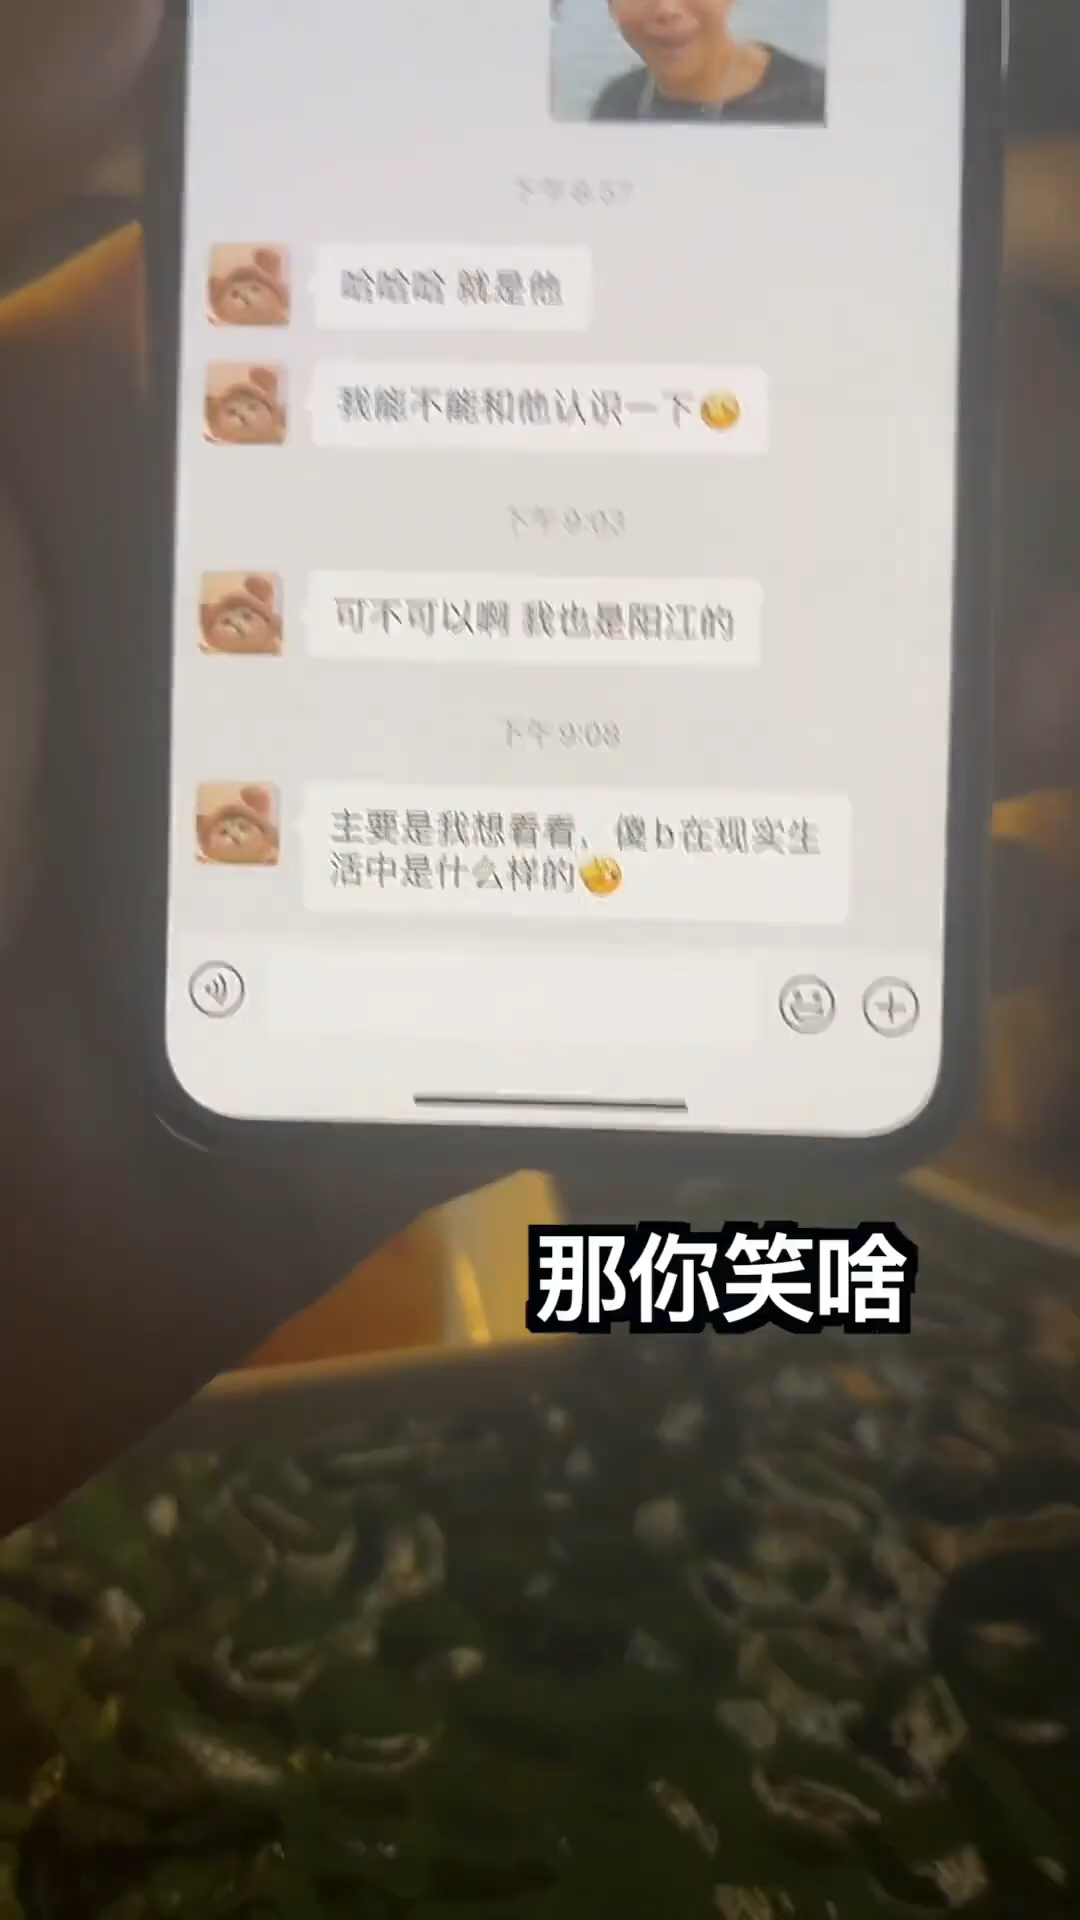 下午8:57
哈哈哈 就是他
我能不能和他认识一下
下午9:03
可不可以啊 我也是阳江的
下午9:08
主要是我想看看，傻b在现实生
活中是什么样的
那你笑啥